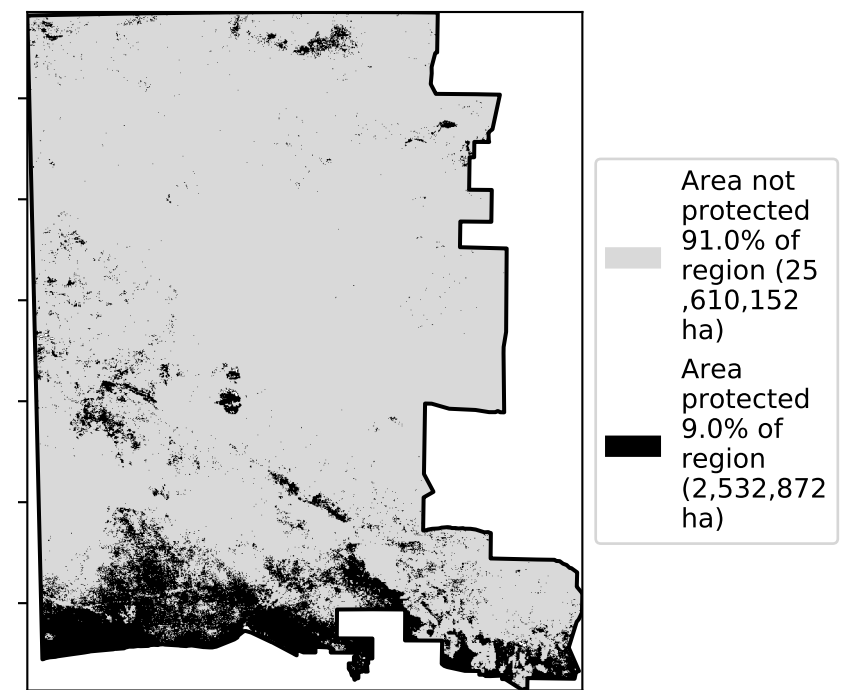 Area not
protected
91.0% of
region (25
,610,152
ha)
Area
protected
9.0% of
region
(2,532,872
ha)